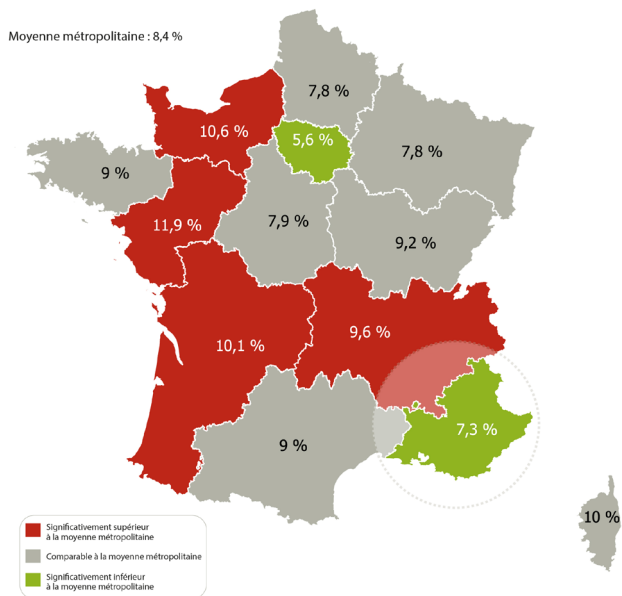 Moyenne métropolitaine : 8,4 %
7,8 %
10,6 %
5,6 %
7,8 %
9 %
11,9 %
7,9 %
9,2 %
10,1 %
9,6 %
7,3 %
9 %
10 %
Significativement supérieur
à la moyenne métropolitaine
Comparable à la moyenne métropolitaine
Significativement inférieur
à la moyenne métropolitaine